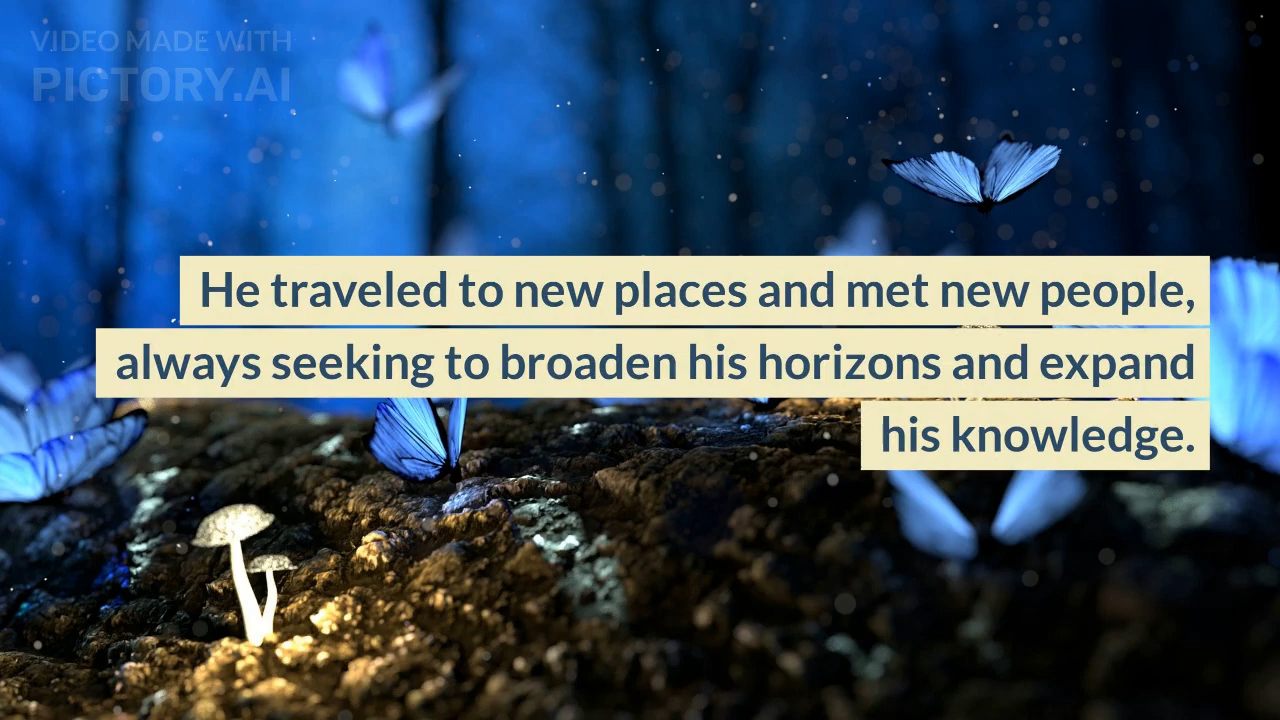 VIDEO MADE WITH
PICTORY.AI
He traveled to new places and met new people,
always seeking to broaden his horizons and expand
his knowledge.